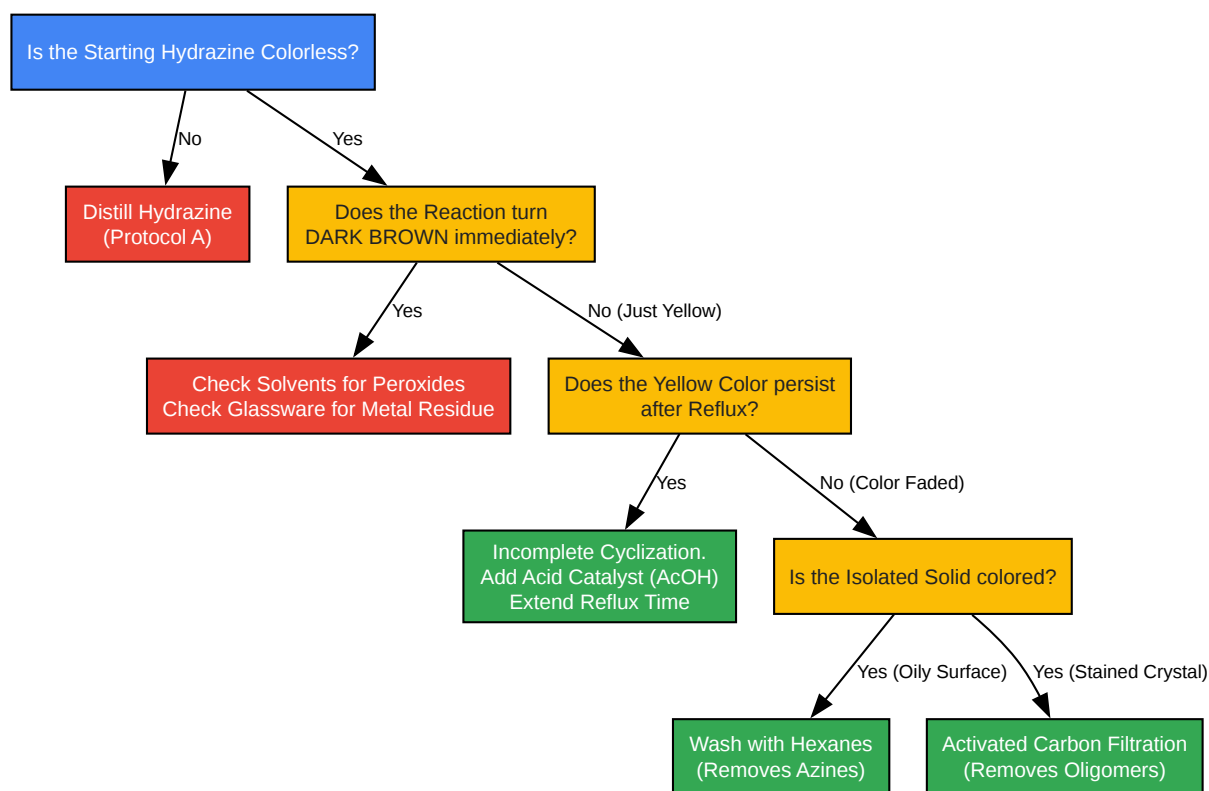 Is the Starting Hydrazine Colorless?
No
Yes
Distill Hydrazine
(Protocol A)
Does the Reaction turn
DARK BROWN immediately?
Yes
No (Just Yellow)
Check Solvents for Peroxides
Check Glassware for Metal Residue
Does the Yellow Color persist
after Reflux?
Yes
No (Color Faded)
Incomplete Cyclization.
Add Acid Catalyst (AcOH)
Extend Reflux Time
Is the Isolated Solid colored?
Yes (Oily Surface)
Yes (Stained Crystal)
Wash with Hexanes
(Removes Azines)
Activated Carbon Filtration
(Removes Oligomers)